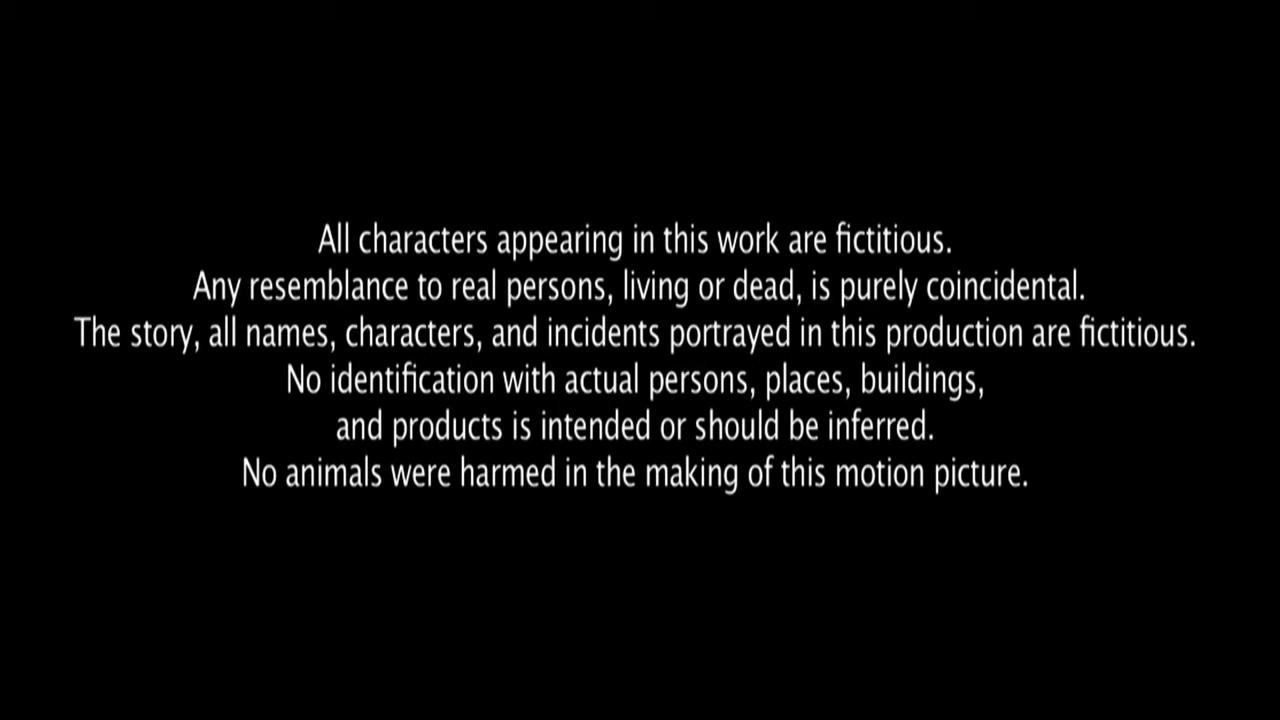 All characters appearing in this work are fictitious.
Any resemblance to real persons, living or dead, is purely coincidental.
The story, all names, characters, and incidents portrayed in this production are fictitious.
No identification with actual persons, places, buildings,
and products is intended or should be inferred.
No animals were harmed in the making of this motion picture.